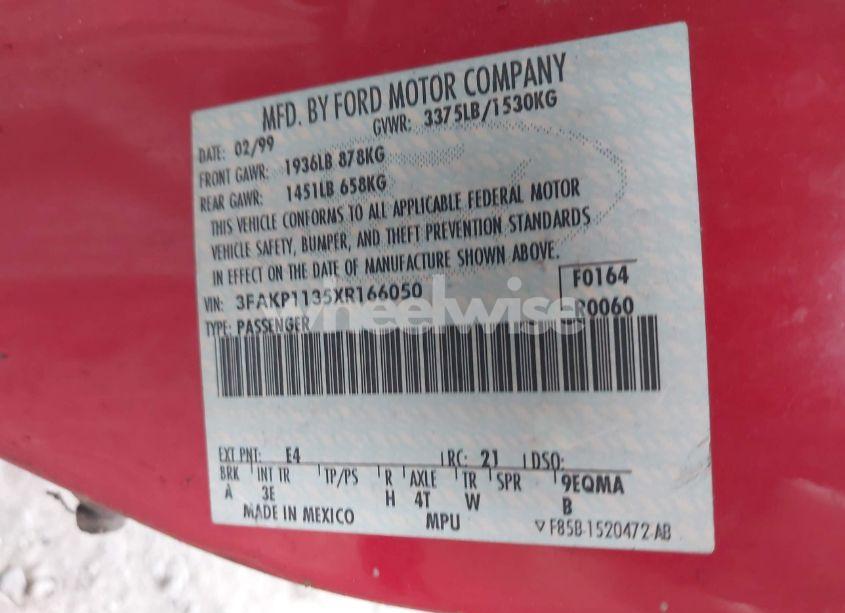 MFD. BY FORD MOTOR COMPANY
DATE: 02/99 GVWR: 3375LB/1530KG
FRONT GAWR: 1936LB 878KG
REAR GAWR: 1451LB 658KG
THIS VEHICLE CONFORMS TO ALL APPLICABLE FEDERAL MOTOR
VEHICLE SAFETY, BUMPER, AND THEFT PREVENTION STANDARDS
IN EFFECT ON THE DATE OF MANUFACTURE SHOWN ABOVE.
VIN: 3FAKP1135XR166050 F0164
TYPE: PASSENGER R0060
wheelwise
EXT PNT: E4 RC: 21 DSO:
BRK INT TR TP/PS R AXLE TR SPR 9EQMA
A 3E H 4T W B
MADE IN MEXICO MPU F85B-1520472-AB